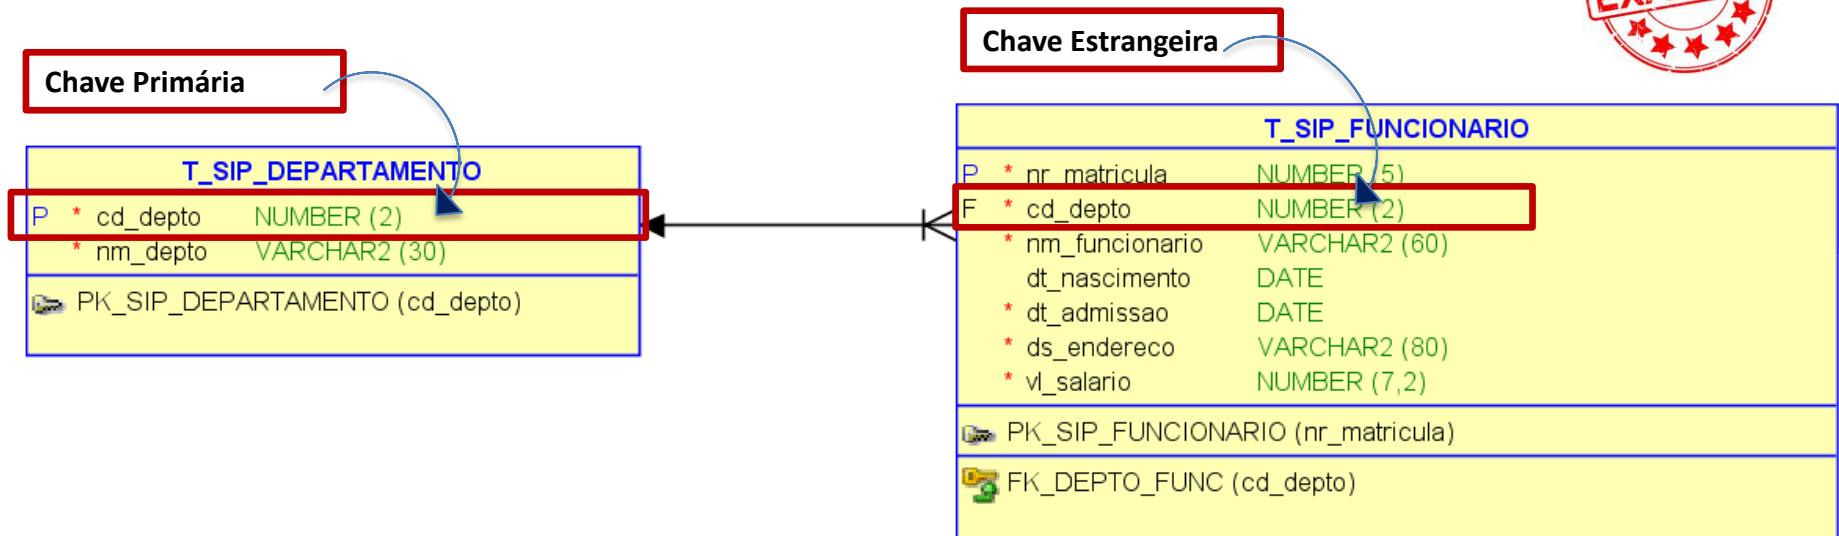 Chave Primária
Chave Estrangeira
T_SIP_DEPARTAMENTO
P * cd_depto NUMBER (2)
* nm_depto VARCHAR2 (30)
PK_SIP_DEPARTAMENTO (cd_depto)
T_SIP_FUNCIONARIO
P * nr_matricula NUMBER (5)
F * cd_depto NUMBER (2)
* nm_funcionario VARCHAR2 (60)
dt_nascimento DATE
* dt_admissao DATE
* ds_endereco VARCHAR2 (80)
* vl_salario NUMBER (7,2)
PK_SIP_FUNCIONARIO (nr_matricula)
FK_DEPTO_FUNC (cd_depto)